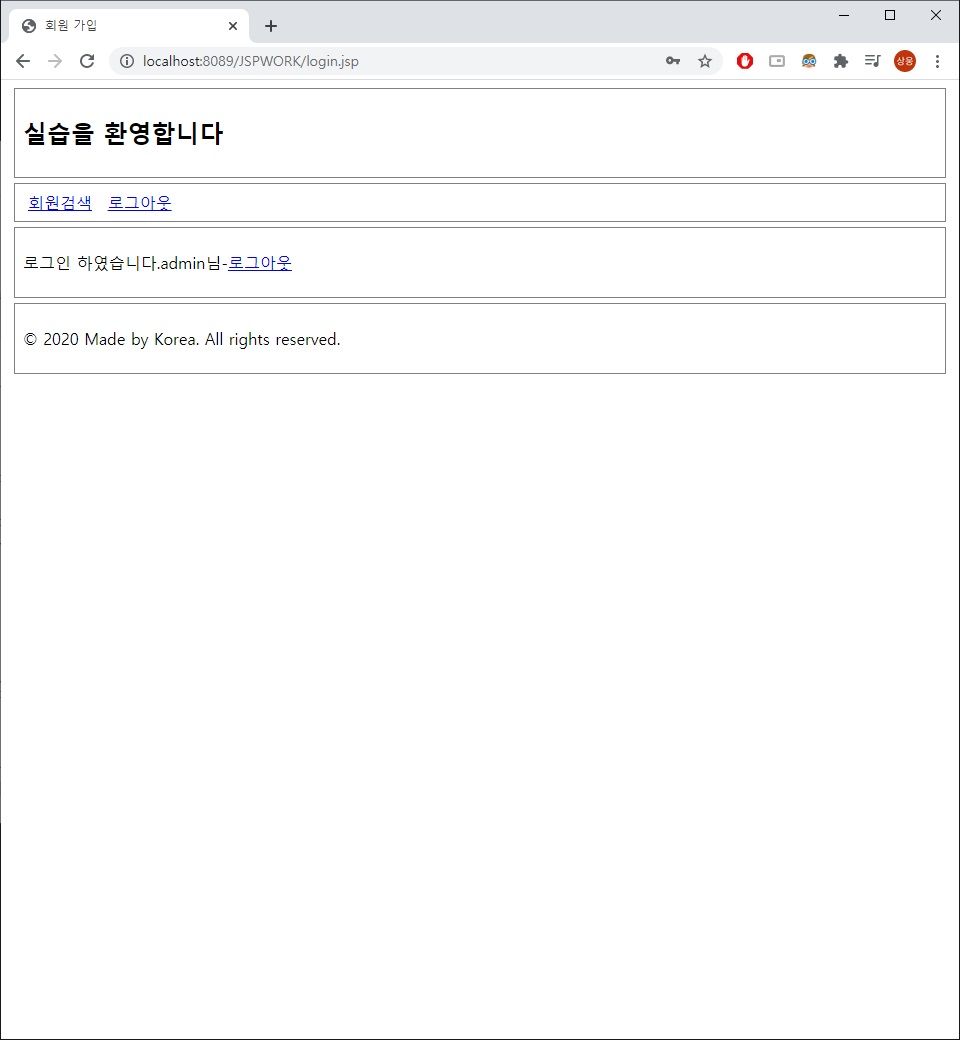 회원 가입
localhost:8089/JSPWORK/login.jsp
상웅
실습을 환영합니다
회원검색 로그아웃
로그인 하였습니다.admin님-로그아웃
© 2020 Made by Korea. All rights reserved.